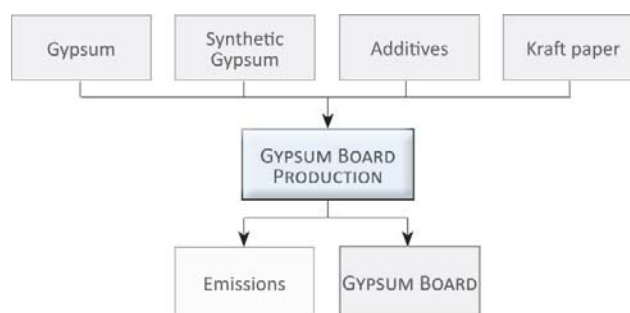 Gypsum
Synthetic
Gypsum
Additives
Kraft paper
GYPSUM BOARD
PRODUCTION
Emissions
GYPSUM BOARD